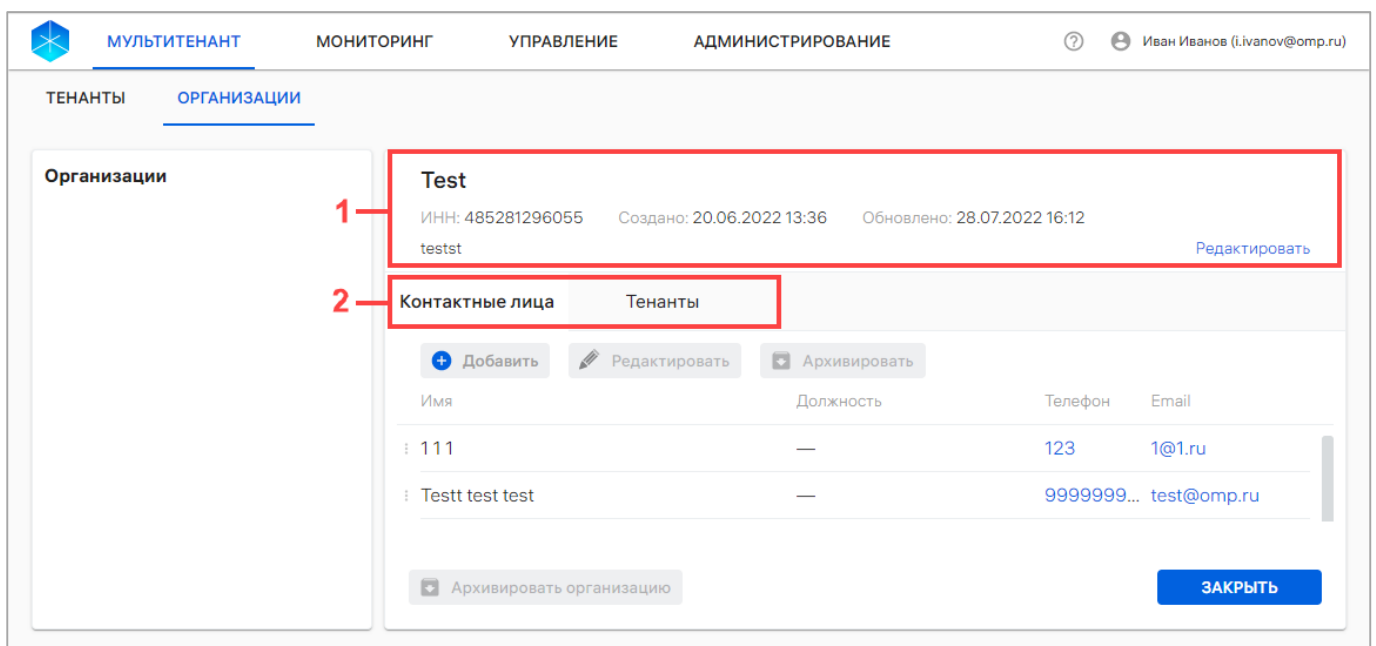 МУЛЬТИТЕНАНТ МОНИТОРИНГ УПРАВЛЕНИЕ АДМИНИСТРИРОВАНИЕ ? Иван Иванов (i.ivanov@omp.ru)
ТЕНАНТЫ ОРГАНИЗАЦИИ
Организации
Test
1
ИНН: 485281296055 Создано: 20.06.2022 13:36 Обновлено: 28.07.2022 16:12
testst Редактировать
2
Контактные лица Тенанты
Добавить Редактировать Архивировать
Имя Должность Телефон Email
111 — 123 1@1.ru
Testt test test — 9999999... test@omp.ru
Архивировать организацию ЗАКРЫТЬ